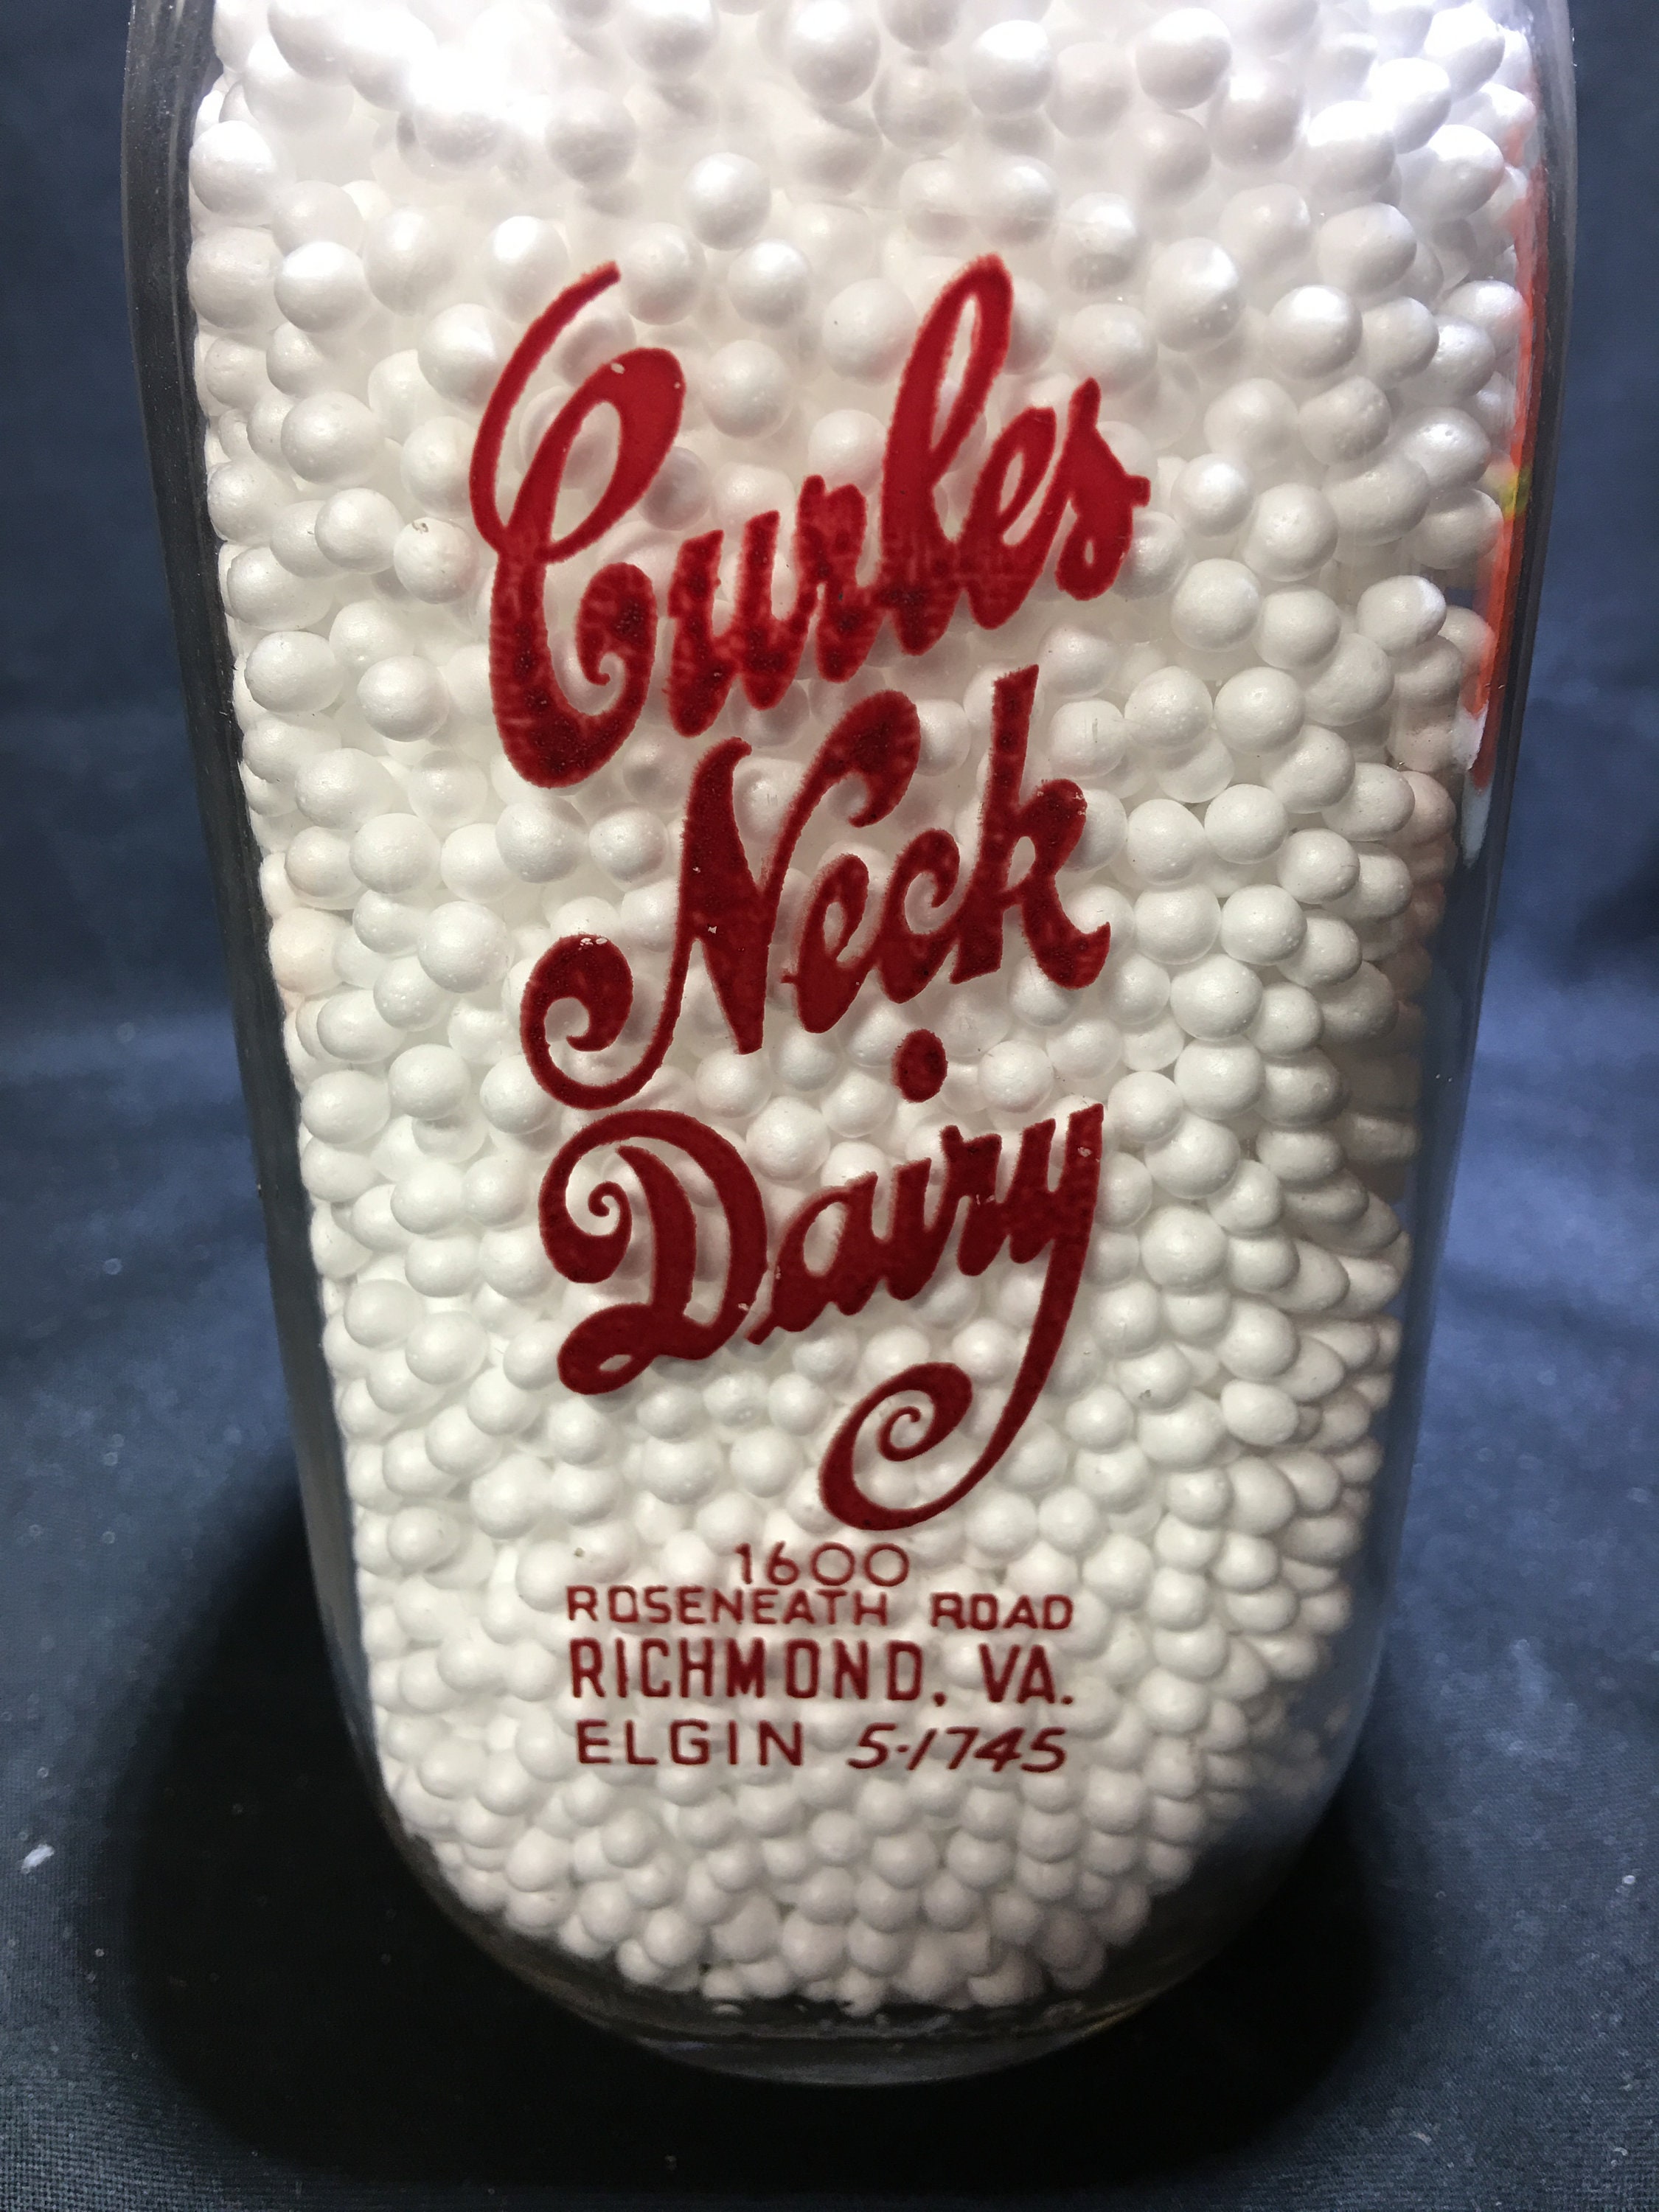 Curles
Neck
Dairy
1600
ROSENEATH ROAD
RICHMOND, VA.
ELGIN 5-1745